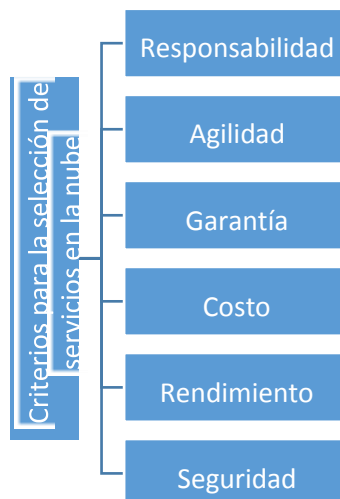 Criterios para la selección de
servicios en la nube
Responsabilidad
Agilidad
Garantía
Costo
Rendimiento
Seguridad